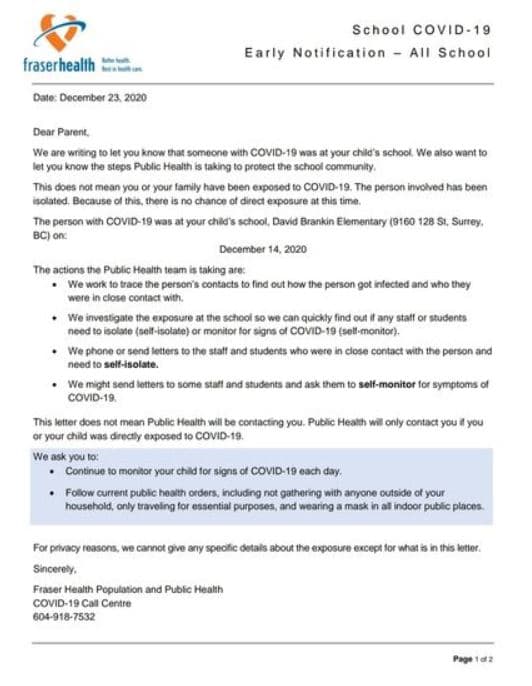 School COVID-19
Early Notification – All School
fraserhealth
Better health.
Best in health care.
Date: December 23, 2020
Dear Parent,
We are writing to let you know that someone with COVID-19 was at your child's school. We also want to
let you know the steps Public Health is taking to protect the school community.
This does not mean you or your family have been exposed to COVID-19. The person involved has been
isolated. Because of this, there is no chance of direct exposure at this time.
The person with COVID-19 was at your child's school, David Brankin Elementary (9160 128 St, Surrey,
BC) on:
December 14, 2020
The actions the Public Health team is taking are:
• We work to trace the person's contacts to find out how the person got infected and who they
were in close contact with.
• We investigate the exposure at the school so we can quickly find out if any staff or students
need to isolate (self-isolate) or monitor for signs of COVID-19 (self-monitor).
• We phone or send letters to the staff and students who were in close contact with the person and
need to self-isolate.
• We might send letters to some staff and students and ask them to self-monitor for symptoms of
COVID-19.
This letter does not mean Public Health will be contacting you. Public Health will only contact you if you
or your child was directly exposed to COVID-19.
We ask you to:
• Continue to monitor your child for signs of COVID-19 each day.
• Follow current public health orders, including not gathering with anyone outside of your
household, only traveling for essential purposes, and wearing a mask in all indoor public places.
For privacy reasons, we cannot give any specific details about the exposure except for what is in this letter.
Sincerely,
Fraser Health Population and Public Health
COVID-19 Call Centre
604-918-7532
Page 1 of 2